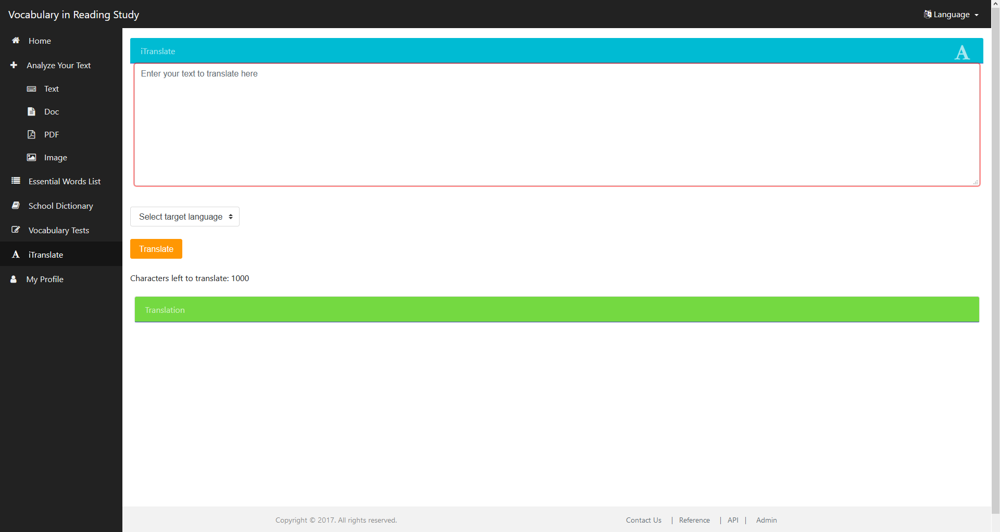 Vocabulary in Reading Study
Language
Home
Analyze Your Text
Text
Doc
PDF
Image
Essential Words List
School Dictionary
Vocabulary Tests
iTranslate
My Profile
iTranslate
Enter your text to translate here
Select target language
Translate
Characters left to translate: 1000
Translation
Copyright © 2017. All rights reserved.
Contact Us | Reference | API | Admin